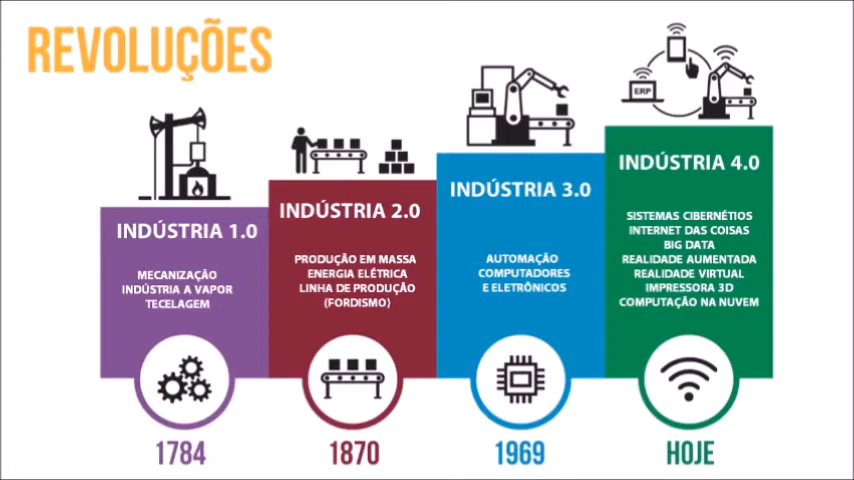 REVOLUÇÕES
ERP
INDÚSTRIA 1.0
MECANIZAÇÃO
INDÚSTRIA A VAPOR
TECELAGEM
1784
INDÚSTRIA 2.0
PRODUÇÃO EM MASSA
ENERGIA ELÉTRICA
LINHA DE PRODUÇÃO
(FORDISMO)
1870
INDÚSTRIA 3.0
AUTOMAÇÃO
COMPUTADORES
E ELETRÔNICOS
1969
INDÚSTRIA 4.0
SISTEMAS CIBERNÉTIOS
INTERNET DAS COISAS
BIG DATA
REALIDADE AUMENTADA
REALIDADE VIRTUAL
IMPRESSORA 3D
COMPUTAÇÃO NA NUVEM
HOJE